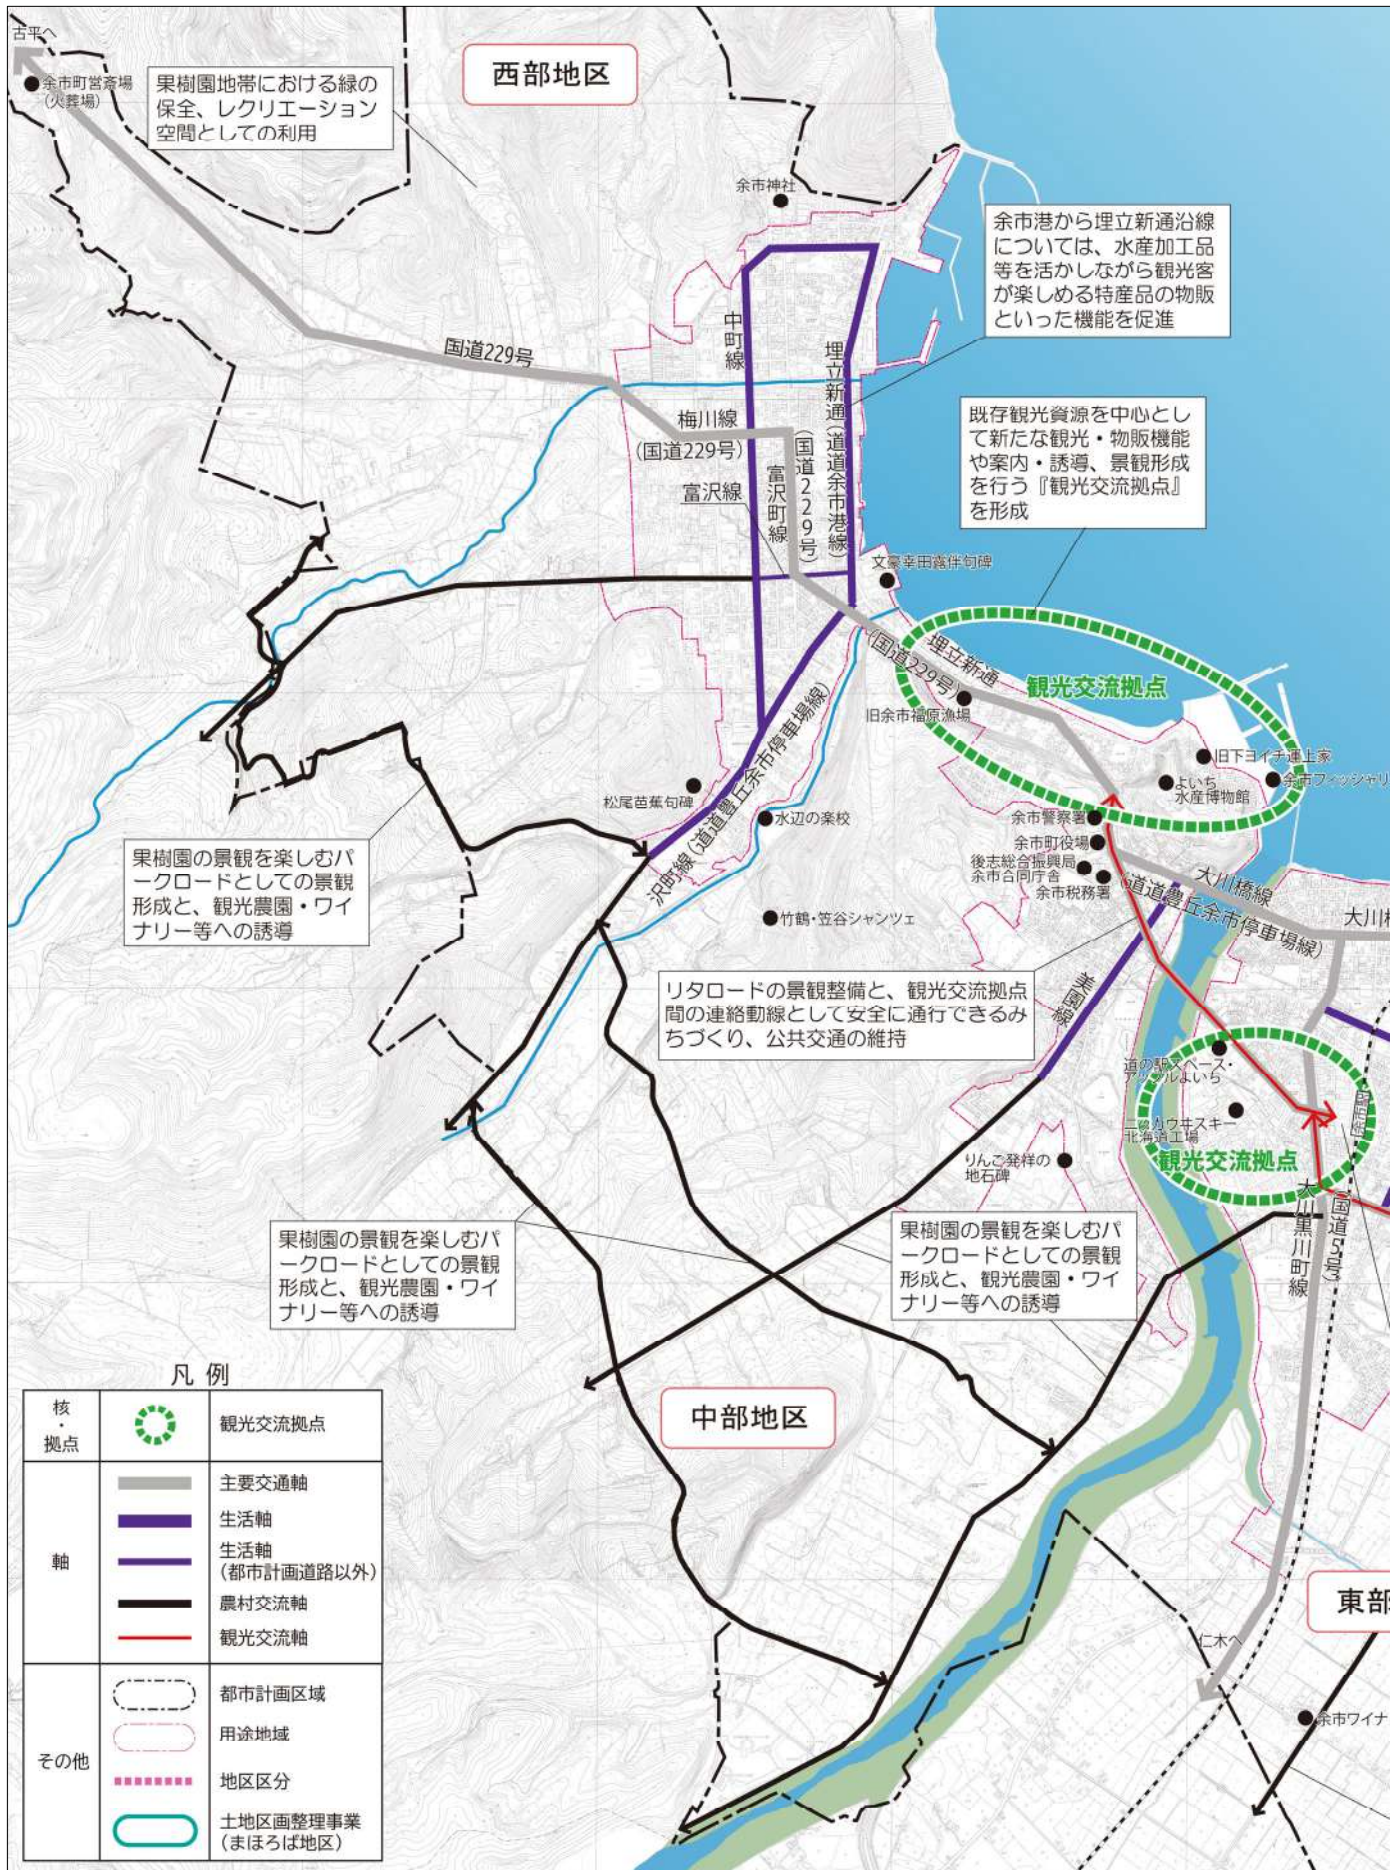 古平へ
余市町営斎場
(火葬場)
果樹園地帯における緑の
保全、レクリエーション
空間としての利用
西部地区
余市神社
余市港から埋立新通沿線
については、水産加工品
等を活かしながら観光客
が楽しめる特産品の物販
といった機能を促進
中町線
国道229号
埋立新通(道道余市港線)
梅川線
(国道229号)
(国道229号)
富沢町線
富沢線
既存観光資源を中心とし
て新たな観光・物販機能
や案内・誘導、景観形成
を行う『観光交流拠点』
を形成
文豪幸田露伴句碑
埋立新通
(国道229号)
観光交流拠点
旧余市福原漁場
旧下ヨイチ運上家
よいち
水産博物館
余市フィッシャリ
松尾芭蕉句碑
水辺の楽校
沢町線(道道豊丘余市停車場線)
余市警察署
余市町役場
後志総合振興局
余市合同庁舎
余市税務署
大川橋線
(道道豊丘余市停車場線)
大川橋
果樹園の景観を楽しむパ
ークロードとしての景観
形成と、観光農園・ワイ
ナリー等への誘導
竹鶴・笠谷シャンツェ
リタロードの景観整備と、観光交流拠点
間の連絡動線として安全に通行できるみ
ちづくり、公共交通の維持
美園線
道の駅スペース・
アップルよいち
ニッカウヰスキー
北海道工場
余市駅
観光交流拠点
りんご発祥の
地石碑
大川黒川町線
(国道5号)
果樹園の景観を楽しむパ
ークロードとしての景観
形成と、観光農園・ワイ
ナリー等への誘導
果樹園の景観を楽しむパ
ークロードとしての景観
形成と、観光農園・ワイ
ナリー等への誘導
中部地区
東部
仁木へ
余市ワイナ
凡例
核・拠点
観光交流拠点
軸
主要交通軸
生活軸
生活軸
(都市計画道路以外)
農村交流軸
観光交流軸
その他
都市計画区域
用途地域
地区区分
土地区画整理事業
(まほろば地区)